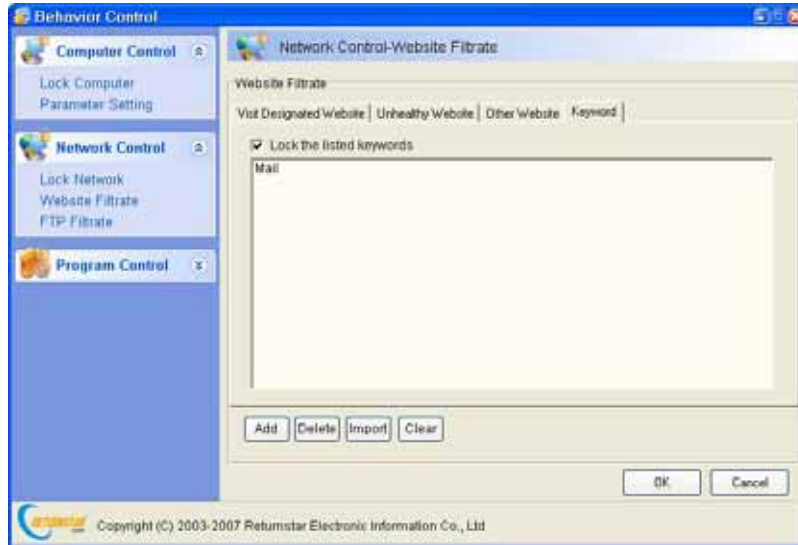 Behavior Control
Computer Control
Lock Computer
Parameter Setting
Network Control
Lock Network
Website Filtrate
FTP Filtrate
Program Control
Network Control-Website Filtrate
Website Filtrate
Visit Designated Website | Unhealthy Website | Other Website Keyword
Lock the listed keywords
Mail
Add Delete Import Clear
OK Cancel
Returnstar Copyright (C) 2003-2007 Returnstar Electronic Information Co., Ltd